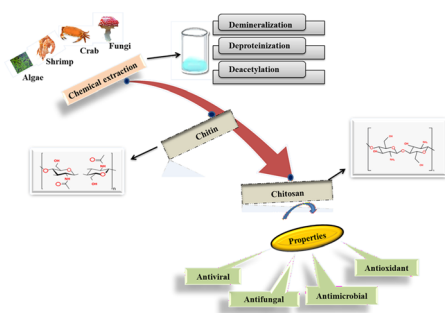 Fungi
Crab
Shrimp
Algae
Chemical extraction
Demineralization
Deproteinization
Deacetylation
Chitin
Chitosan
Properties
Antiviral
Antifungal
Antimicrobial
Antioxidant